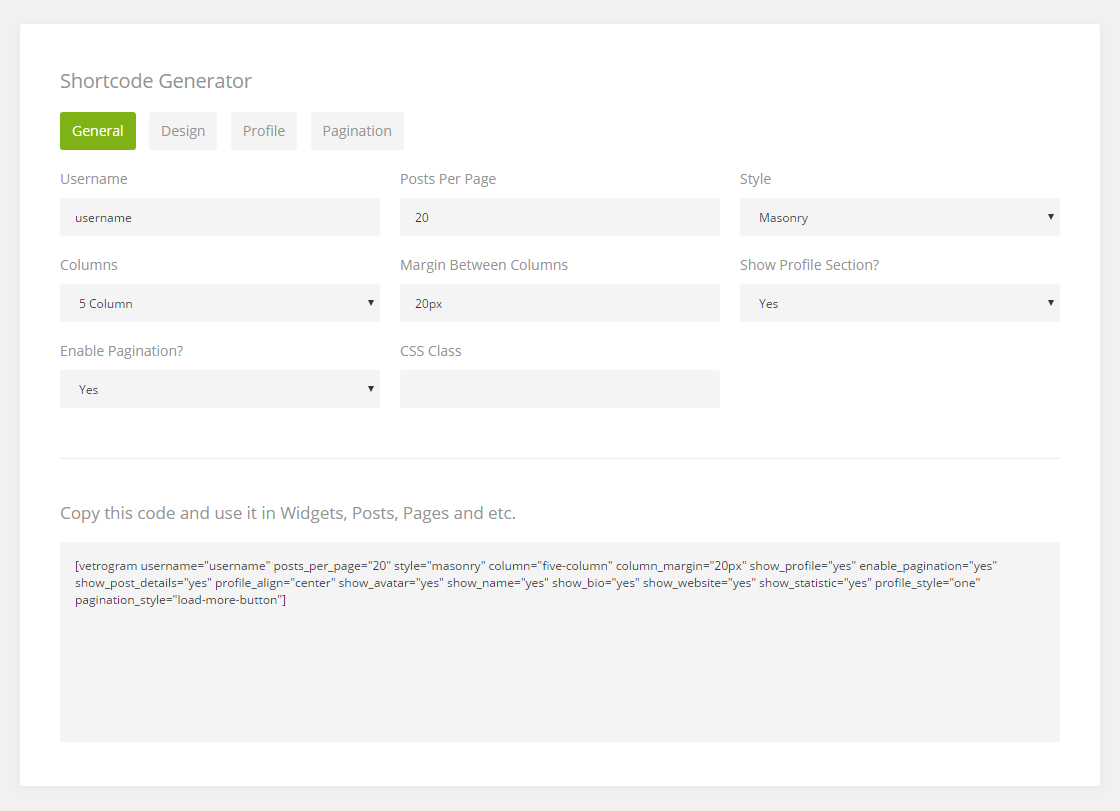 Shortcode Generator
General Design Profile Pagination
Username Posts Per Page Style
username 20 Masonry
Columns Margin Between Columns Show Profile Section?
5 Column 20px Yes
Enable Pagination? CSS Class
Yes
Copy this code and use it in Widgets, Posts, Pages and etc.
[vetrogram username="username" posts_per_page="20" style="masonry" column="five-column" column_margin="20px" show_profile="yes" enable_pagination="yes"
show_post_details="yes" profile_align="center" show_avatar="yes" show_name="yes" show_bio="yes" show_website="yes" show_statistic="yes" profile_style="one"
pagination_style="load-more-button"]